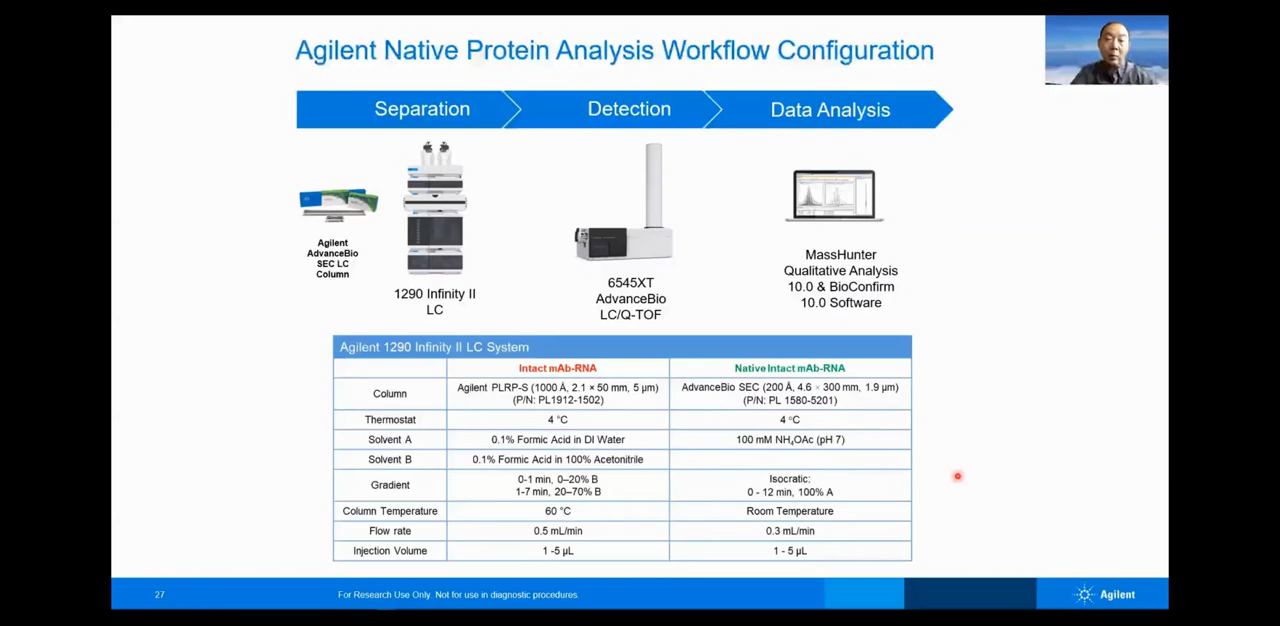 Agilent Native Protein Analysis Workflow Configuration
Separation
Detection
Data Analysis
Agilent
AdvanceBio
SEC LC
Column
1290 Infinity II
LC
6545XT
AdvanceBio
LC/Q-TOF
MassHunter
Qualitative Analysis
10.0 & BioConfirm
10.0 Software
Agilent 1290 Infinity II LC System
Intact mAb-RNA Native Intact mAb-RNA
Column Agilent PLRP-S (1000 Å, 2.1 × 50 mm, 5 µm) AdvanceBio SEC (200 Å, 4.6 × 300 mm, 1.9 µm)
(P/N: PL1912-1502) (P/N: PL 1580-5201)
Thermostat 4 °C 4 °C
Solvent A 0.1% Formic Acid in DI Water 100 mM NH₄OAc (pH 7)
Solvent B 0.1% Formic Acid in 100% Acetonitrile
Gradient 0-1 min, 0–20% B Isocratic:
1-7 min, 20–70% B 0 - 12 min, 100% A
Column Temperature 60 °C Room Temperature
Flow rate 0.5 mL/min 0.3 mL/min
Injection Volume 1 -5 µL 1 - 5 µL
27 For Research Use Only. Not for use in diagnostic procedures. Agilent